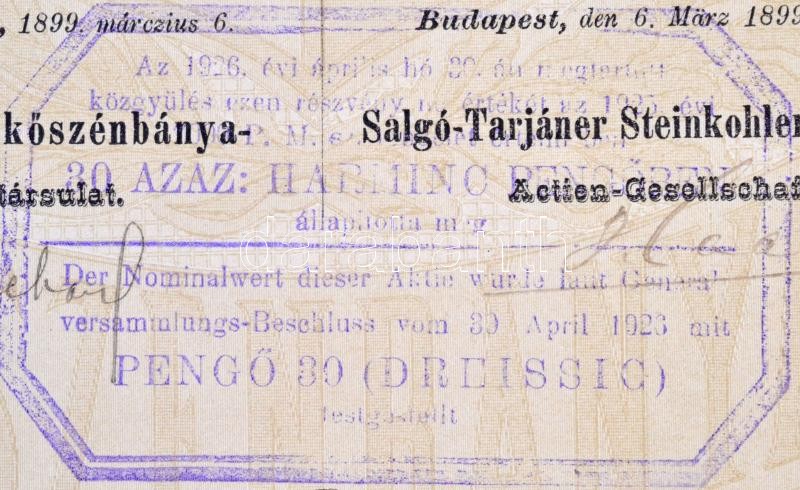 , 1899. márczius 6.
Budapest, den 6. März 1899
Az 1926. évi április hó 30. án megtartott
közgyülés ezen részvény névértékét az 1925. évi
kőszénbánya-
Salgó-Tarjáner Steinkohlen
P. M.
30 AZAZ: HARMINC PENGŐBEN
társulat.
Actien-Gesellschaf
állapitotta meg
Der Nominalwert dieser Aktie wurde laut General
versammlungs-Beschluss vom 30 April 1926 mit
PENGŐ 30 (DREISSIG)
festgestellt